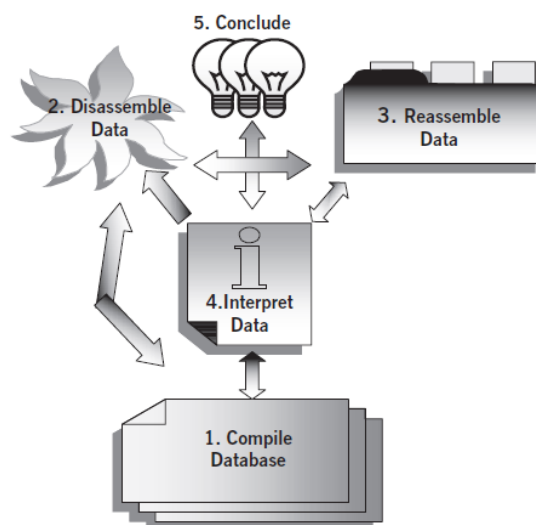 5. Conclude
2. Disassemble
Data
3. Reassemble
Data
i
4.Interpret
Data
1. Compile
Database